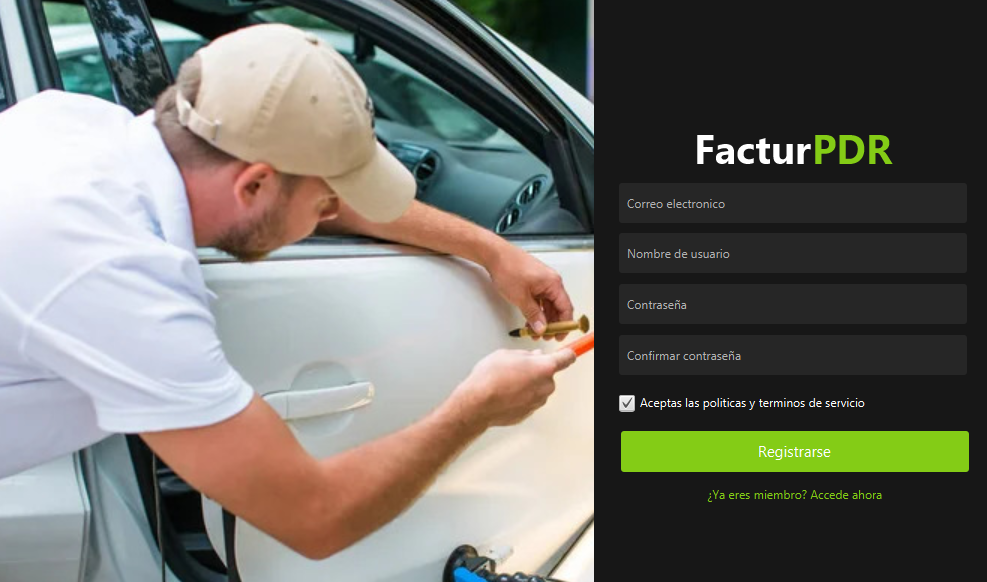 FacturPDR
Correo electronico
Nombre de usuario
Contraseña
Confirmar contraseña
Aceptas las politicas y terminos de servicio
Registrarse
¿Ya eres miembro? Accede ahora